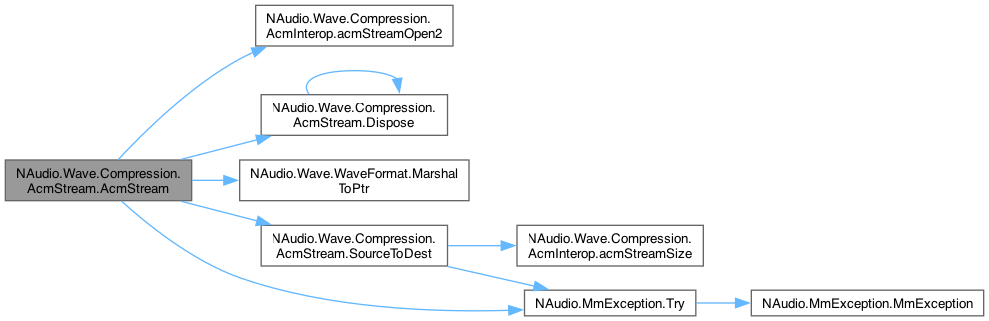 NAudio.Wave.Compression.
AcmInterop.acmStreamOpen2
NAudio.Wave.Compression.
AcmStream.Dispose
NAudio.Wave.Compression.
AcmStream.AcmStream
NAudio.Wave.WaveFormat.Marshal
ToPtr
NAudio.Wave.Compression.
AcmStream.SourceToDest
NAudio.Wave.Compression.
AcmInterop.acmStreamSize
NAudio.MmException.Try
NAudio.MmException.MmException